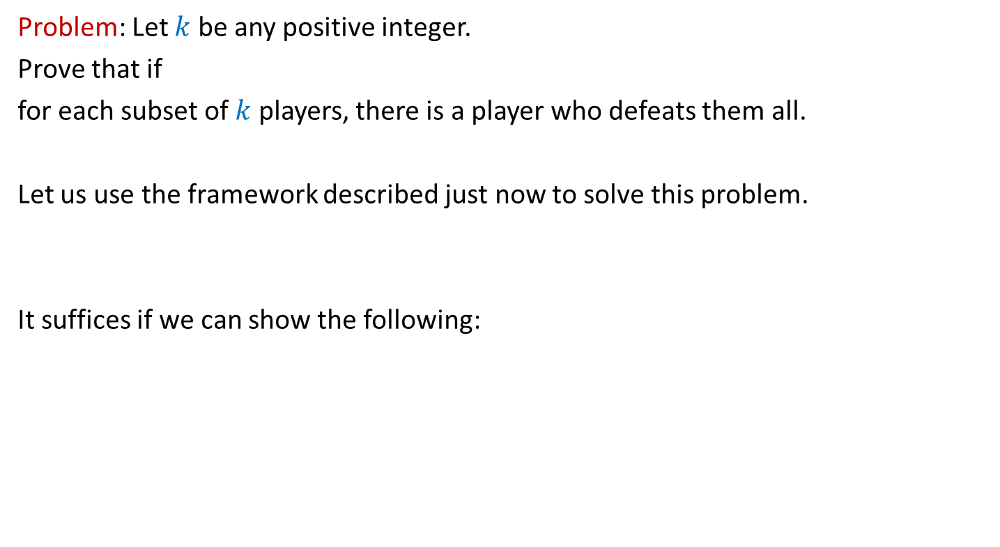 Problem: Let k be any positive integer.
Prove that if
for each subset of k players, there is a player who defeats them all.
Let us use the framework described just now to solve this problem.
It suffices if we can show the following: